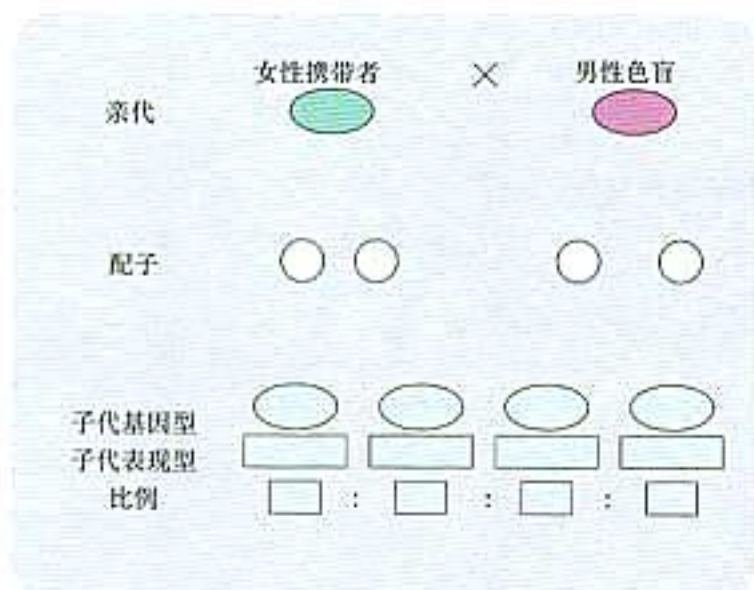 女性携带者 × 男性色盲
亲代
配子
子代基因型
子代表现型
比例 : : :